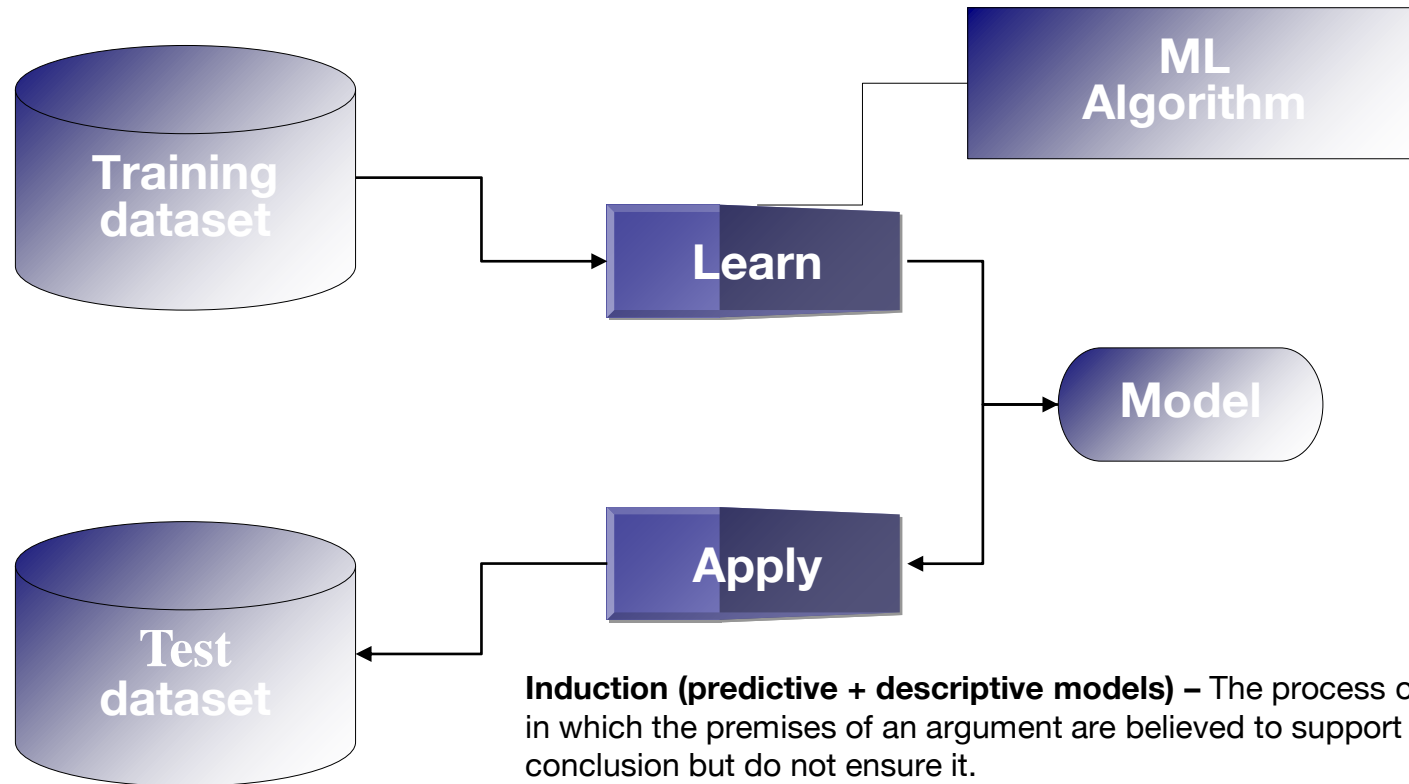 ML
Algorithm
Training
dataset
Learn
Model
Apply
Test
dataset
Induction (predictive + descriptive models) – The process
in which the premises of an argument are believed to support
conclusion but do not ensure it.